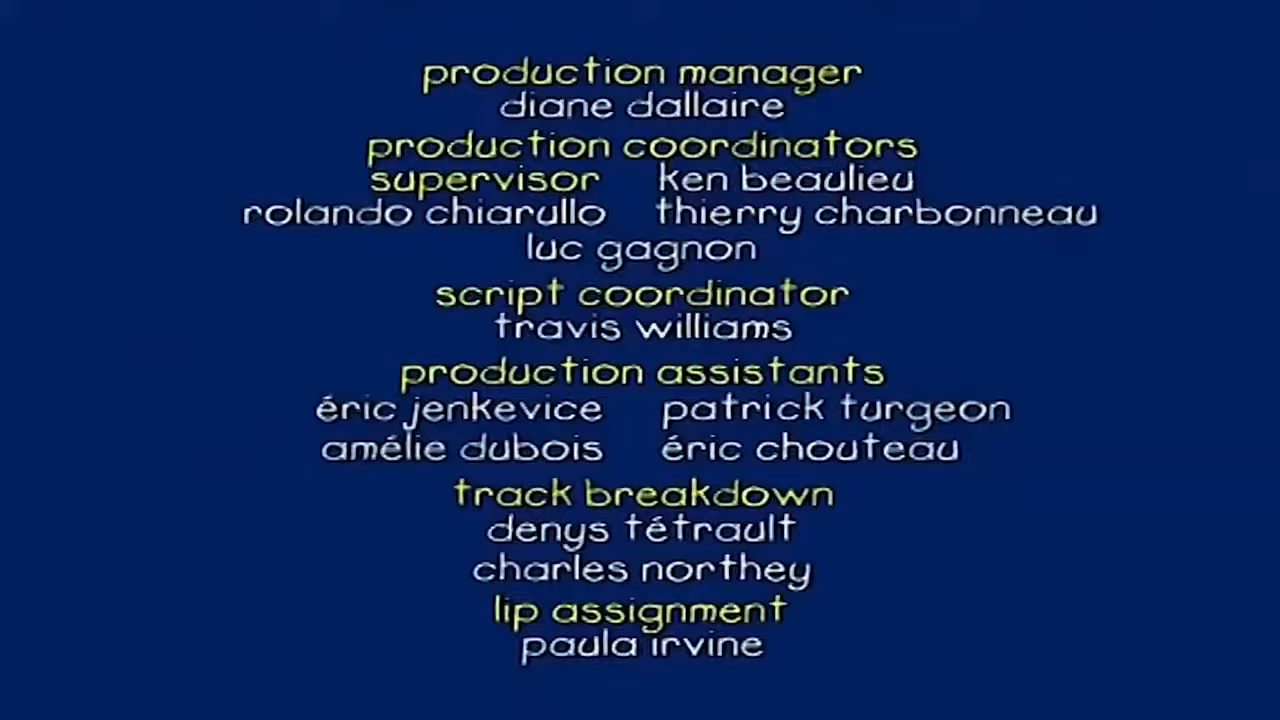 production manager
diane dallaire
production coordinators
supervisor ken beaulieu
rolando chiarullo thierry charbonneau
luc gagnon
script coordinator
travis williams
production assistants
éric jenkevice patrick turgeon
amélie dubois éric chouteau
track breakdown
denys tétrault
charles northey
lip assignment
paula irvine